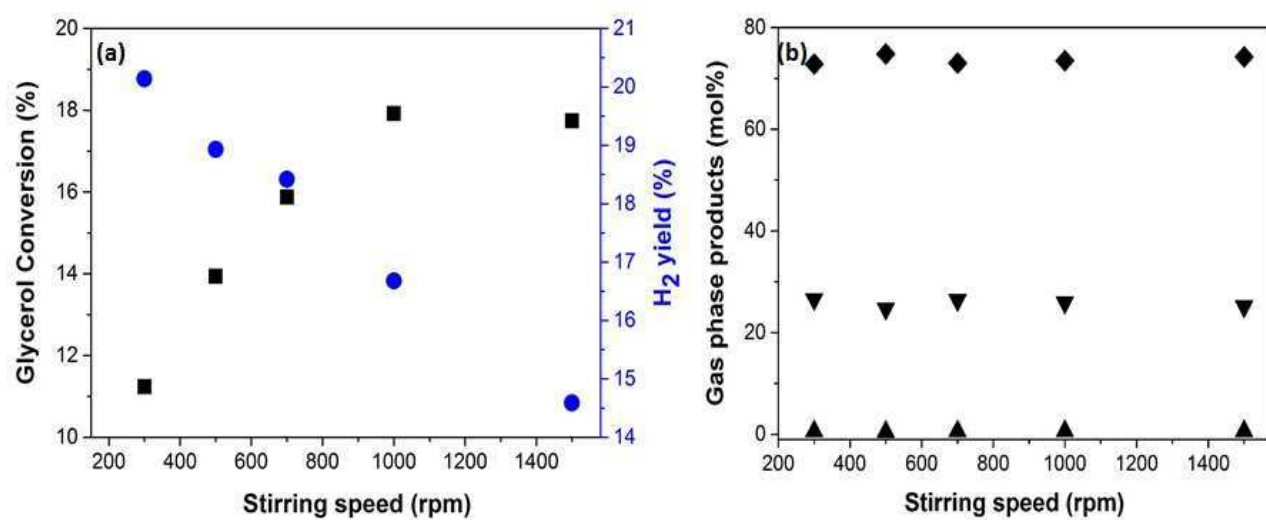 (a)
Glycerol Conversion (%)
20
18
16
14
12
10
200 400 600 800 1000 1200 1400
Stirring speed (rpm)
21
20
19
18
17
16
15
14
H2 yield (%)
(b)
Gas phase products (mol%)
80
60
40
20
0
200 400 600 800 1000 1200 1400
Stirring speed (rpm)